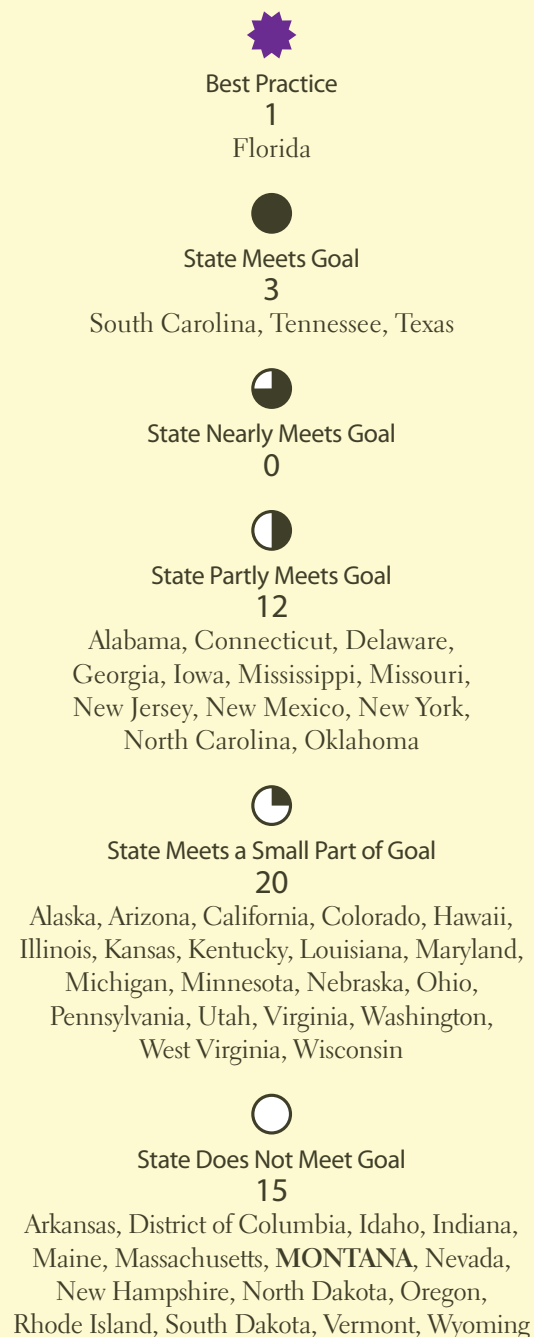 Best Practice
1
Florida
State Meets Goal
3
South Carolina, Tennessee, Texas
State Nearly Meets Goal
0
State Partly Meets Goal
12
Alabama, Connecticut, Delaware,
Georgia, Iowa, Mississippi, Missouri,
New Jersey, New Mexico, New York,
North Carolina, Oklahoma
State Meets a Small Part of Goal
20
Alaska, Arizona, California, Colorado, Hawaii,
Illinois, Kansas, Kentucky, Louisiana, Maryland,
Michigan, Minnesota, Nebraska, Ohio,
Pennsylvania, Utah, Virginia, Washington,
West Virginia, Wisconsin
State Does Not Meet Goal
15
Arkansas, District of Columbia, Idaho, Indiana,
Maine, Massachusetts, MONTANA, Nevada,
New Hampshire, North Dakota, Oregon,
Rhode Island, South Dakota, Vermont, Wyoming